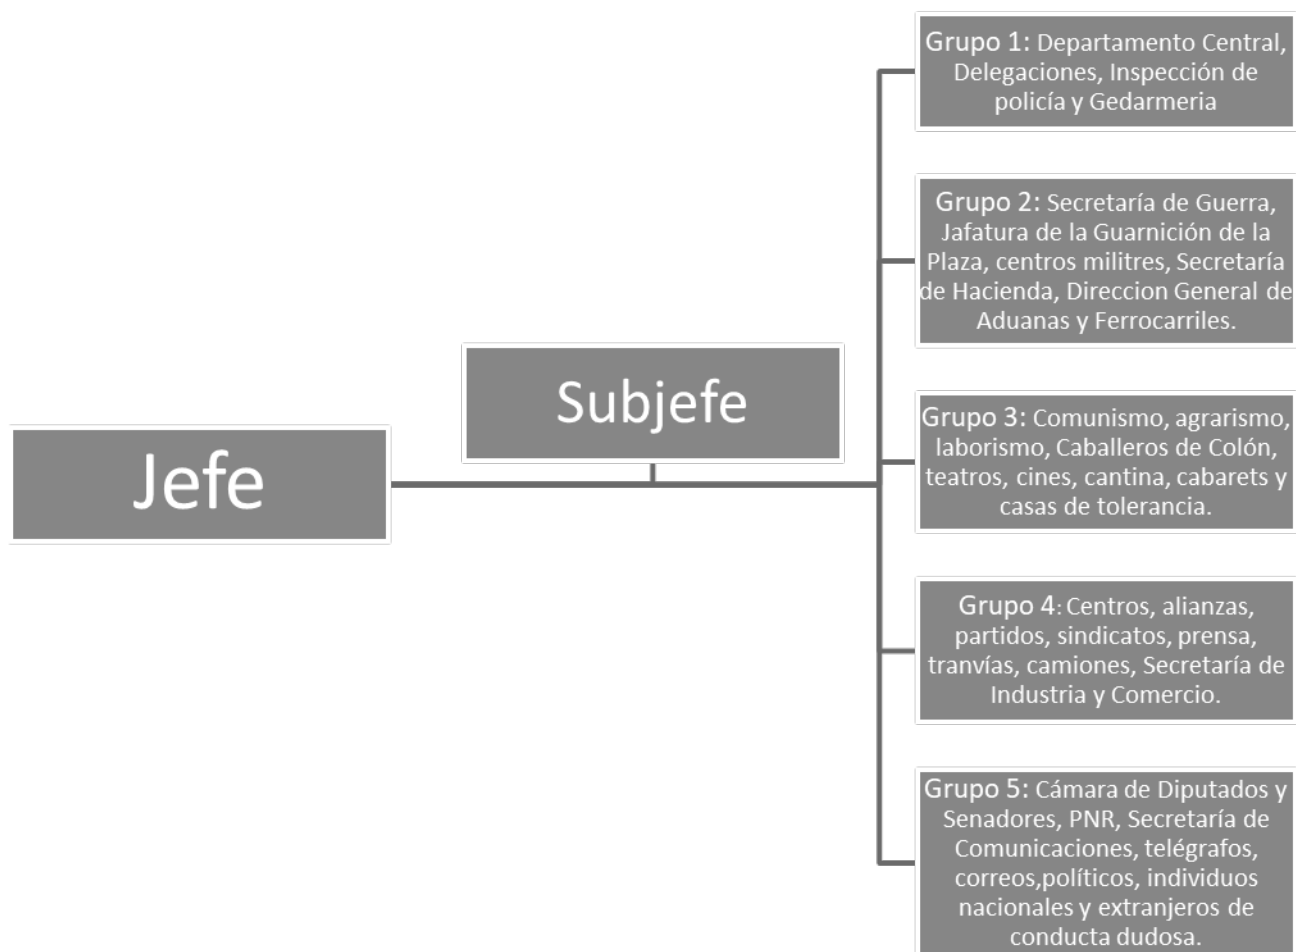 Jefe
Subjefe
Grupo 1: Departamento Central,
Delegaciones, Inspección de
policía y Gedarmeria
Grupo 2: Secretaría de Guerra,
Jafatura de la Guarnición de la
Plaza, centros militres, Secretaría
de Hacienda, Direccion General de
Aduanas y Ferrocarriles.
Grupo 3: Comunismo, agrarismo,
laborismo, Caballeros de Colón,
teatros, cines, cantina, cabarets y
casas de tolerancia.
Grupo 4: Centros, alianzas,
partidos, sindicatos, prensa,
tranvías, camiones, Secretaría de
Industria y Comercio.
Grupo 5: Cámara de Diputados y
Senadores, PNR, Secretaría de
Comunicaciones, telégrafos,
correos,políticos, individuos
nacionales y extranjeros de
conducta dudosa.